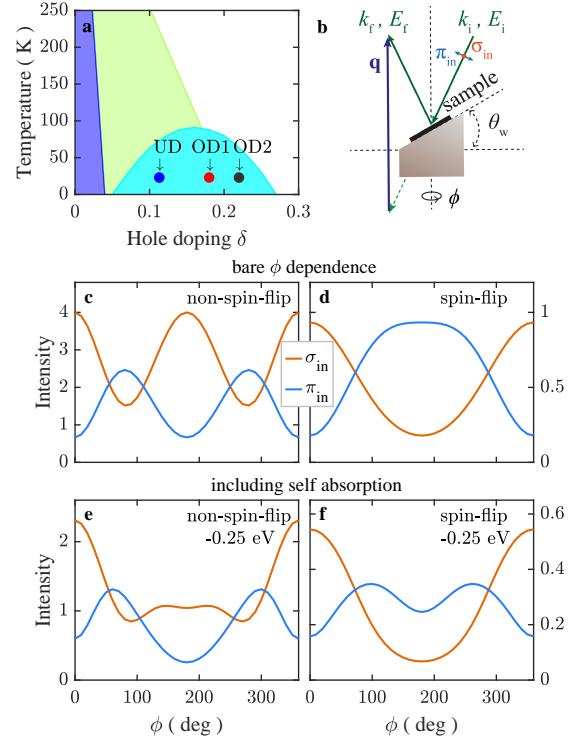 a
Temperature ( K )
250
200
150
100
50
0
UD OD1 OD2
0 0.1 0.2 0.3
Hole doping δ
b
k_f , E_f
k_i , E_i
q
π_in
σ_in
sample
θ_w
ϕ
bare ϕ dependence
c non-spin-flip
Intensity
4
3
2
1
0
d spin-flip
1
0.5
0
σ_in
π_in
including self absorption
e non-spin-flip
-0.25 eV
Intensity
2
1
0
0 100 200 300
ϕ ( deg )
f spin-flip
-0.25 eV
0.6
0.4
0.2
0
0 100 200 300
ϕ ( deg )